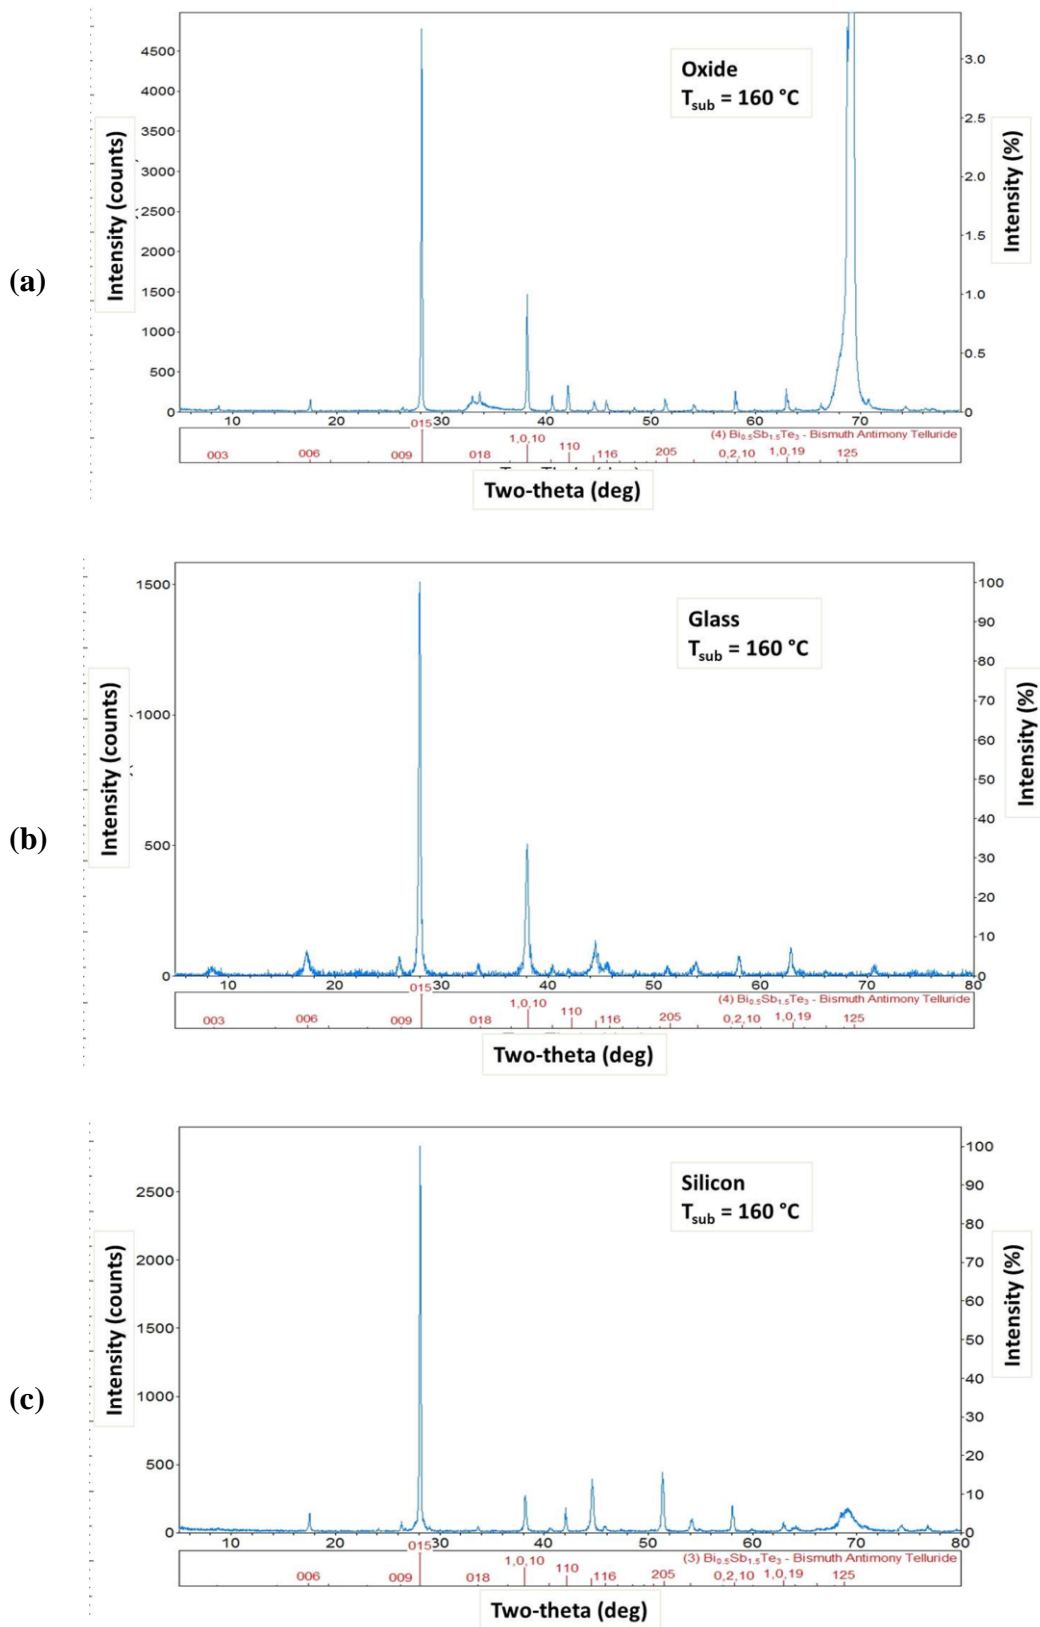 (a)
Intensity (counts)
4500
4000
3500
3000
2500
2000
1500
1000
500
0
Oxide
Tsub = 160 °C
3.0
2.5
2.0
1.5
1.0
0.5
0
Intensity (%)
10 20 30 40 50 60 70
(4) Bi0.5Sb1.5Te3 - Bismuth Antimony Telluride
003 006 009 015 018 1,0,10 110 116 205 0,2,10 1,0,19 125
Two-theta (deg)
(b)
Intensity (counts)
1500
1000
500
0
Glass
Tsub = 160 °C
100
90
80
70
60
50
40
30
20
10
0
Intensity (%)
10 20 30 40 50 60 70 80
(4) Bi0.5Sb1.5Te3 - Bismuth Antimony Telluride
003 006 009 015 018 1,0,10 110 116 205 0,2,10 1,0,19 125
Two-theta (deg)
(c)
Intensity (counts)
2500
2000
1500
1000
500
0
Silicon
Tsub = 160 °C
100
90
80
70
60
50
40
30
20
10
0
Intensity (%)
10 20 30 40 50 60 70 80
(3) Bi0.5Sb1.5Te3 - Bismuth Antimony Telluride
006 009 015 018 1,0,10 110 116 205 0,2,10 1,0,19 125
Two-theta (deg)